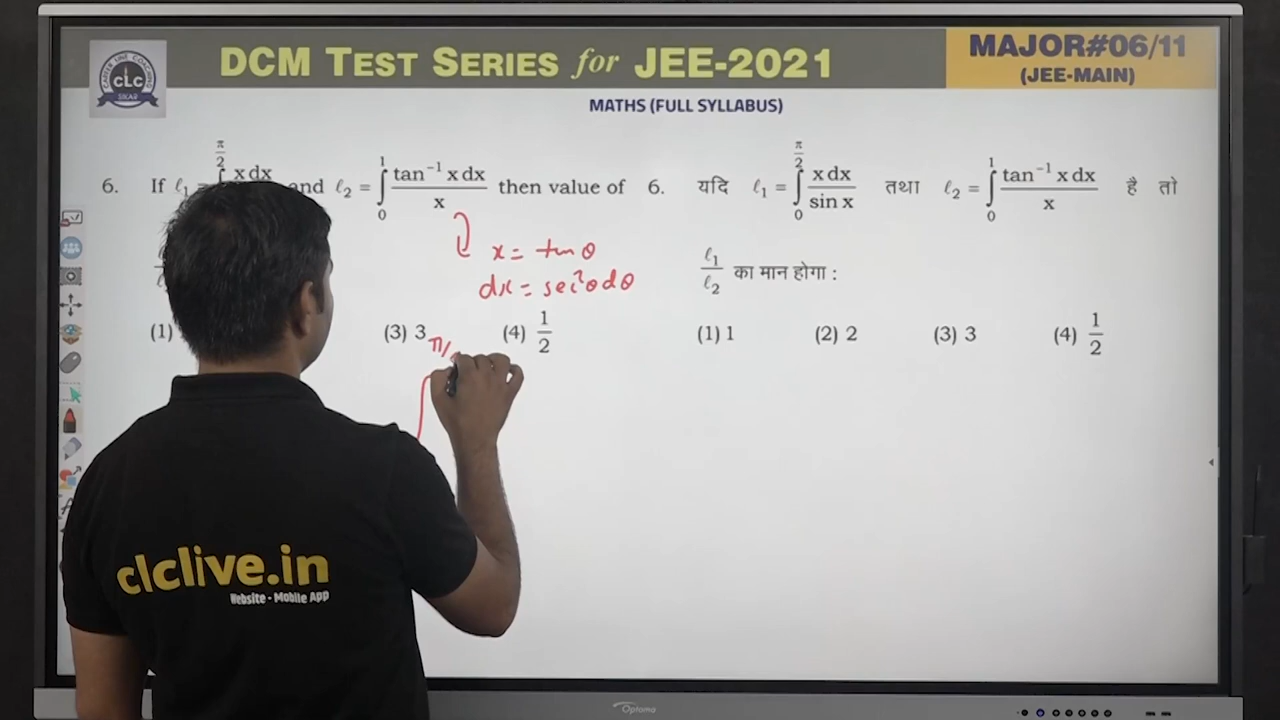 DCM TEST SERIES for JEE-2021
MAJOR#06/11
(JEE-MAIN)
CLC
SIKAR
MATHS (FULL SYLLABUS)
6. If ℓ₁ = ∫ x dx and ℓ₂ = ∫₀¹ tan⁻¹ x dx / x then value of
(1) (3) 3 (4) 1/2
x = tan θ
dx = sec²θ dθ
π/
∫
6. यदि ℓ₁ = ∫₀^(π/2) x dx / sin x तथा ℓ₂ = ∫₀¹ tan⁻¹ x dx / x है तो
ℓ₁/ℓ₂ का मान होगा :
(1) 1 (2) 2 (3) 3 (4) 1/2
clclive.in
Website - Mobile App
Optoma